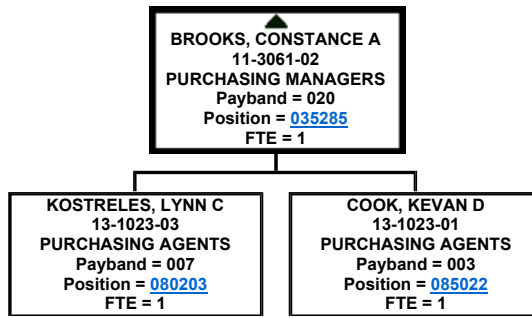 BROOKS, CONSTANCE A
11-3061-02
PURCHASING MANAGERS
Payband = 020
Position = 035285
FTE = 1
KOSTRELES, LYNN C
13-1023-03
PURCHASING AGENTS
Payband = 007
Position = 080203
FTE = 1
COOK, KEVAN D
13-1023-01
PURCHASING AGENTS
Payband = 003
Position = 085022
FTE = 1